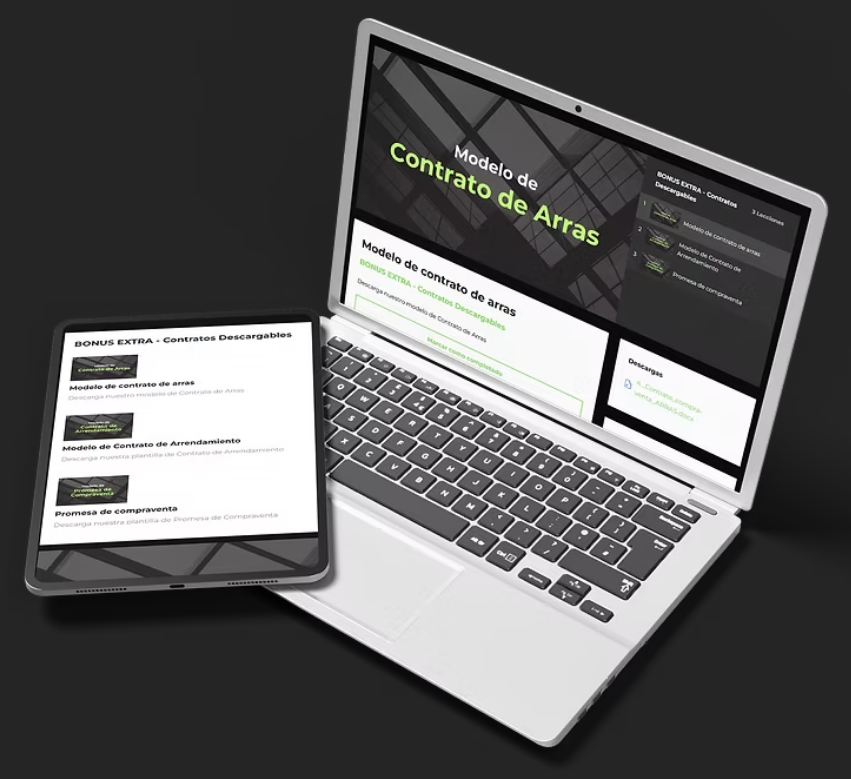 Modelo de
Contrato de Arras
BONUS EXTRA - Contratos
Descargables
3 Lecciones
1
Modelo de contrato de arras
2
Modelo de Contrato de
Arrendamiento
3
Promesa de compraventa
Modelo de contrato de arras
BONUS EXTRA - Contratos Descargables
Descarga nuestro modelo de Contrato de Arras
Marcar como completado
Descargas
BONUS EXTRA - Contratos Descargables
Contrato de Arras
Modelo de contrato de arras
Descarga nuestro modelo de Contrato de Arras
Contrato de
Arrendamiento
Modelo de Contrato de Arrendamiento
Descarga nuestra plantilla de Contrato de Arrendamiento
Promesa de
Compraventa
Promesa de compraventa
Descarga nuestra plantilla de Promesa de Compraventa